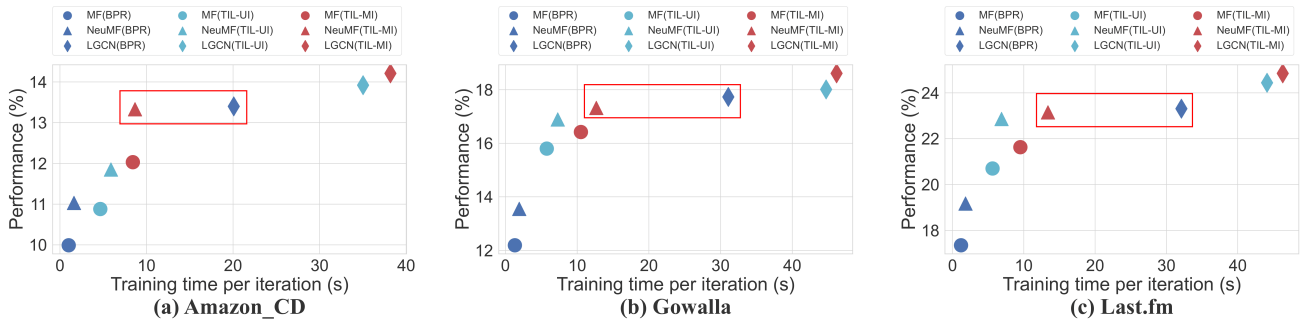 MF(BPR) MF(TIL-UI) MF(TIL-MI)
NeuMF(BPR) NeuMF(TIL-UI) NeuMF(TIL-MI)
LGCN(BPR) LGCN(TIL-UI) LGCN(TIL-MI)
Performance (%)
14
13
12
11
10
0 10 20 30 40
Training time per iteration (s)
(a) Amazon_CD
MF(BPR) MF(TIL-UI) MF(TIL-MI)
NeuMF(BPR) NeuMF(TIL-UI) NeuMF(TIL-MI)
LGCN(BPR) LGCN(TIL-UI) LGCN(TIL-MI)
Performance (%)
18
16
14
12
0 10 20 30 40
Training time per iteration (s)
(b) Gowalla
MF(BPR) MF(TIL-UI) MF(TIL-MI)
NeuMF(BPR) NeuMF(TIL-UI) NeuMF(TIL-MI)
LGCN(BPR) LGCN(TIL-UI) LGCN(TIL-MI)
Performance (%)
24
22
20
18
0 10 20 30 40
Training time per iteration (s)
(c) Last.fm